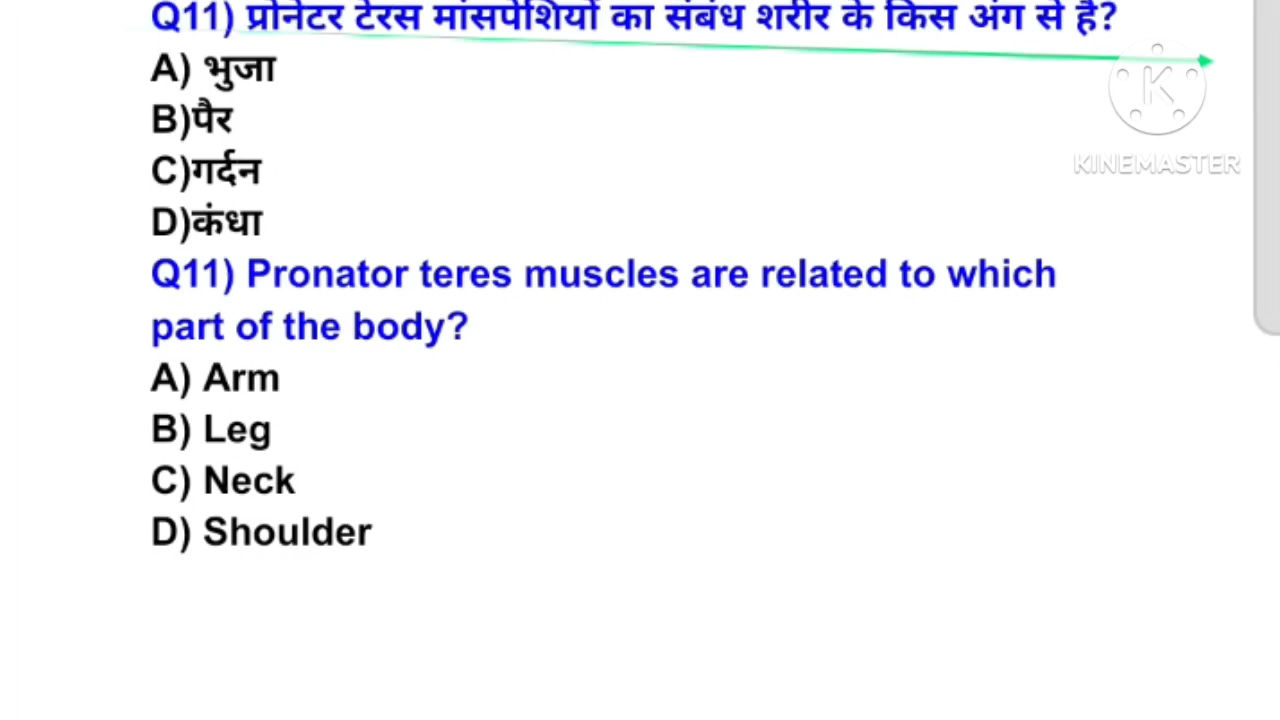 Q11) प्रोनेटर टेरस मांसपेशियों का संबंध शरीर के किस अंग से है?
A) भुजा
B)पैर
C)गर्दन
D)कंधा
Q11) Pronator teres muscles are related to which
part of the body?
A) Arm
B) Leg
C) Neck
D) Shoulder
K
KINEMASTER